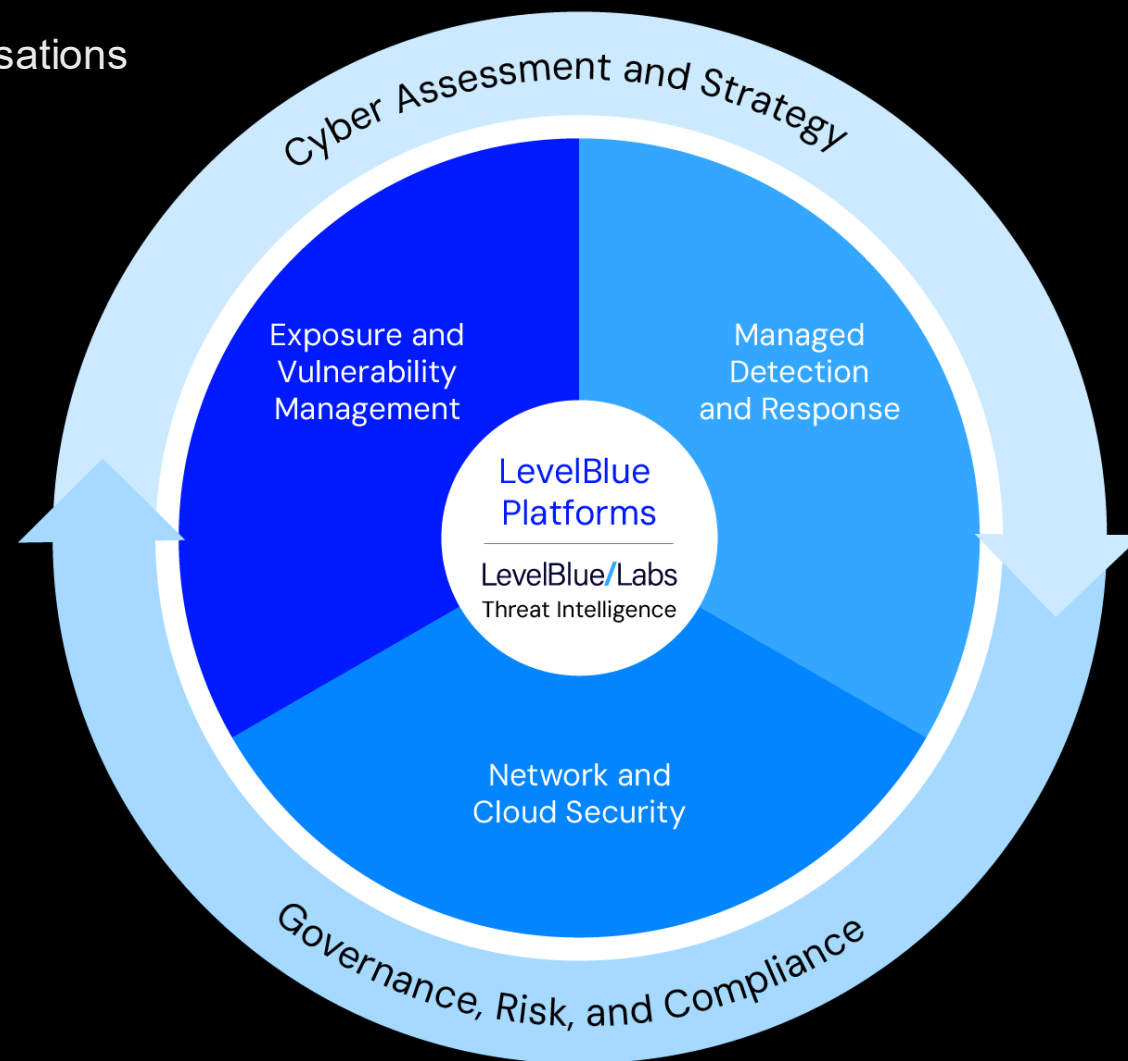 sations
Cyber Assessment and Strategy
Exposure and
Vulnerability
Management
Managed
Detection
and Response
LevelBlue
Platforms
LevelBlue/Labs
Threat Intelligence
Network and
Cloud Security
Governance, Risk, and Compliance